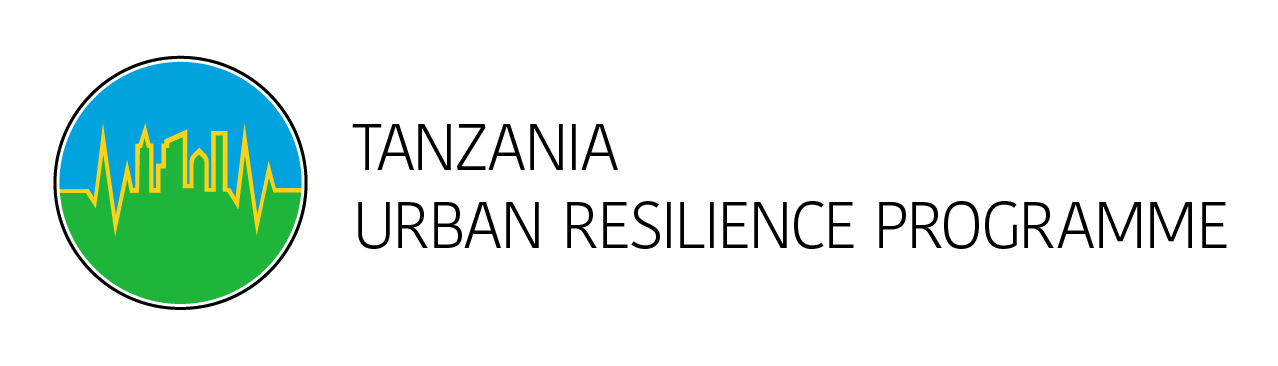 TANZANIA
URBAN RESILIENCE PROGRAMME